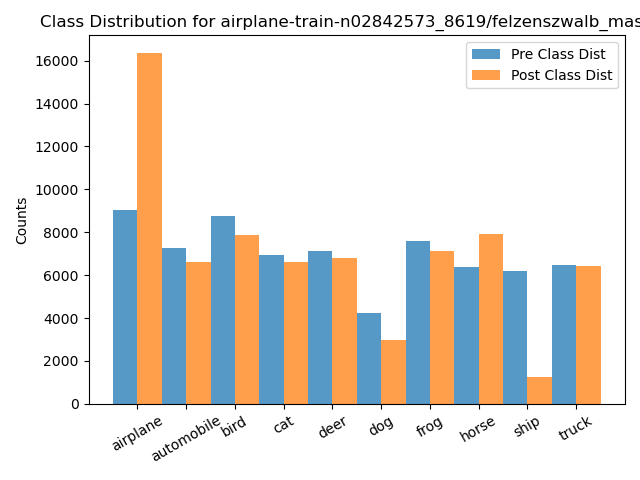 Class Distribution for airplane-train-n02842573_8619/felzenszwalb_mas
Pre Class Dist
Post Class Dist
Counts
16000
14000
12000
10000
8000
6000
4000
2000
0
airplane
automobile
bird
cat
deer
dog
frog
horse
ship
truck